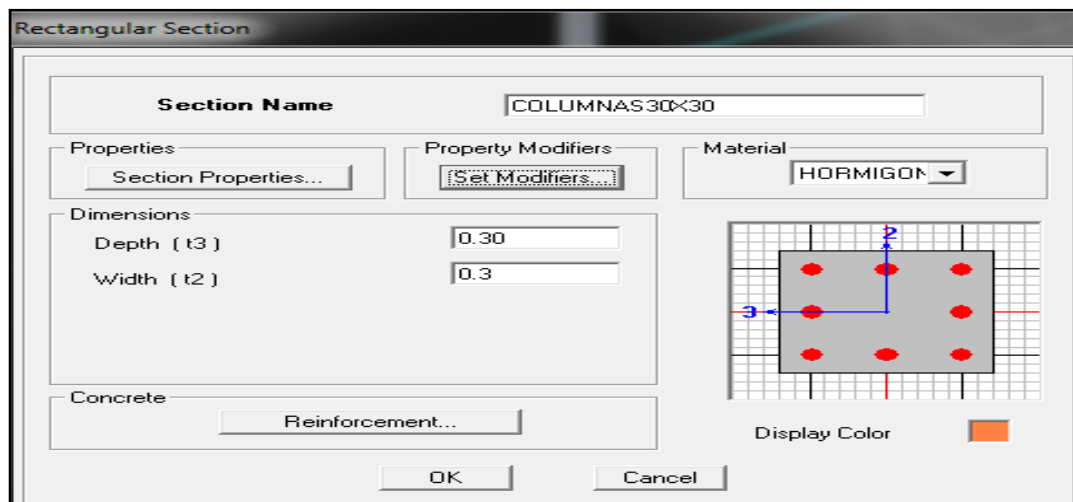 Rectangular Section
Section Name COLUMNAS30X30
Properties Property Modifiers Material
Section Properties... Set Modifiers... HORMIGON
Dimensions
Depth ( t3 ) 0.30
Width ( t2 ) 0.3
2
3
Concrete
Reinforcement...
Display Color
OK Cancel